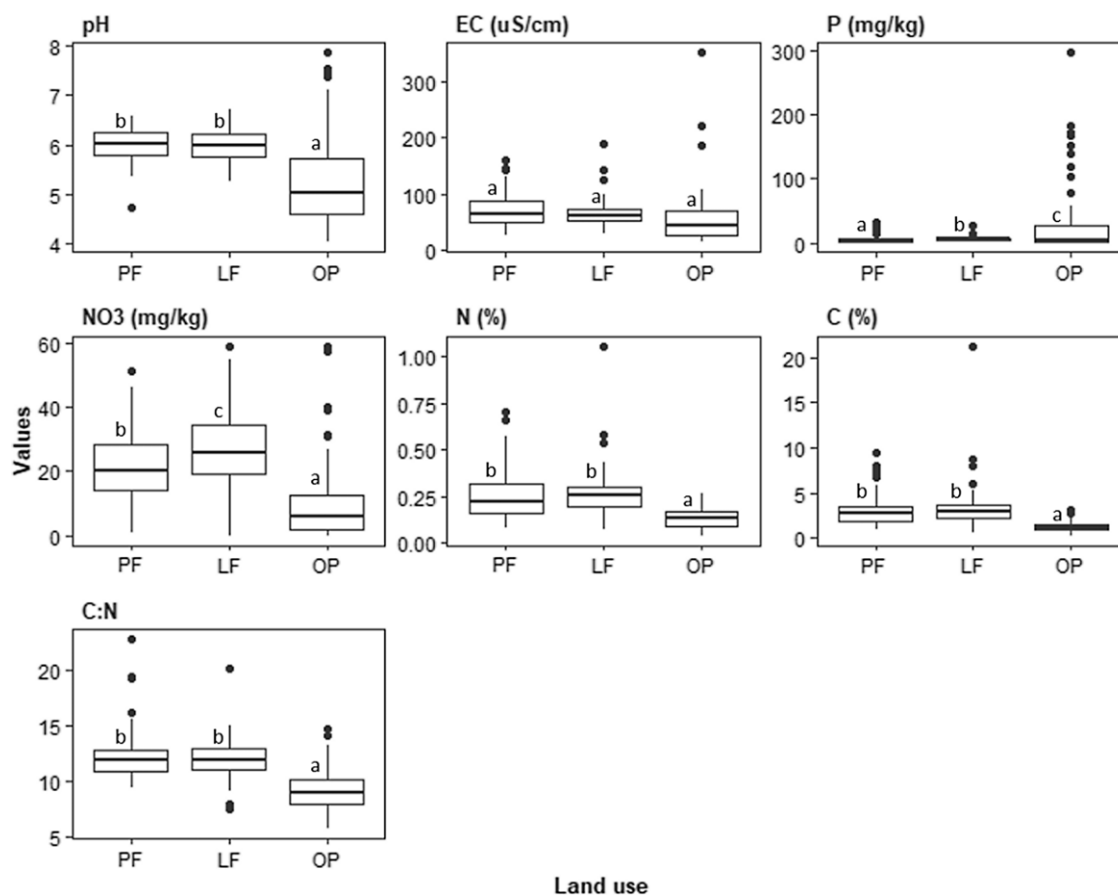 pH
8
7
6
5
4
b
b
a
PF
LF
OP
EC (uS/cm)
300
200
100
0
a
a
a
PF
LF
OP
P (mg/kg)
300
200
100
0
a
b
c
PF
LF
OP
Values
NO3 (mg/kg)
60
40
20
0
b
c
a
PF
LF
OP
N (%)
1.00
0.75
0.50
0.25
0.00
b
b
a
PF
LF
OP
C (%)
20
15
10
5
0
b
b
a
PF
LF
OP
C:N
20
15
10
5
b
b
a
PF
LF
OP
Land use